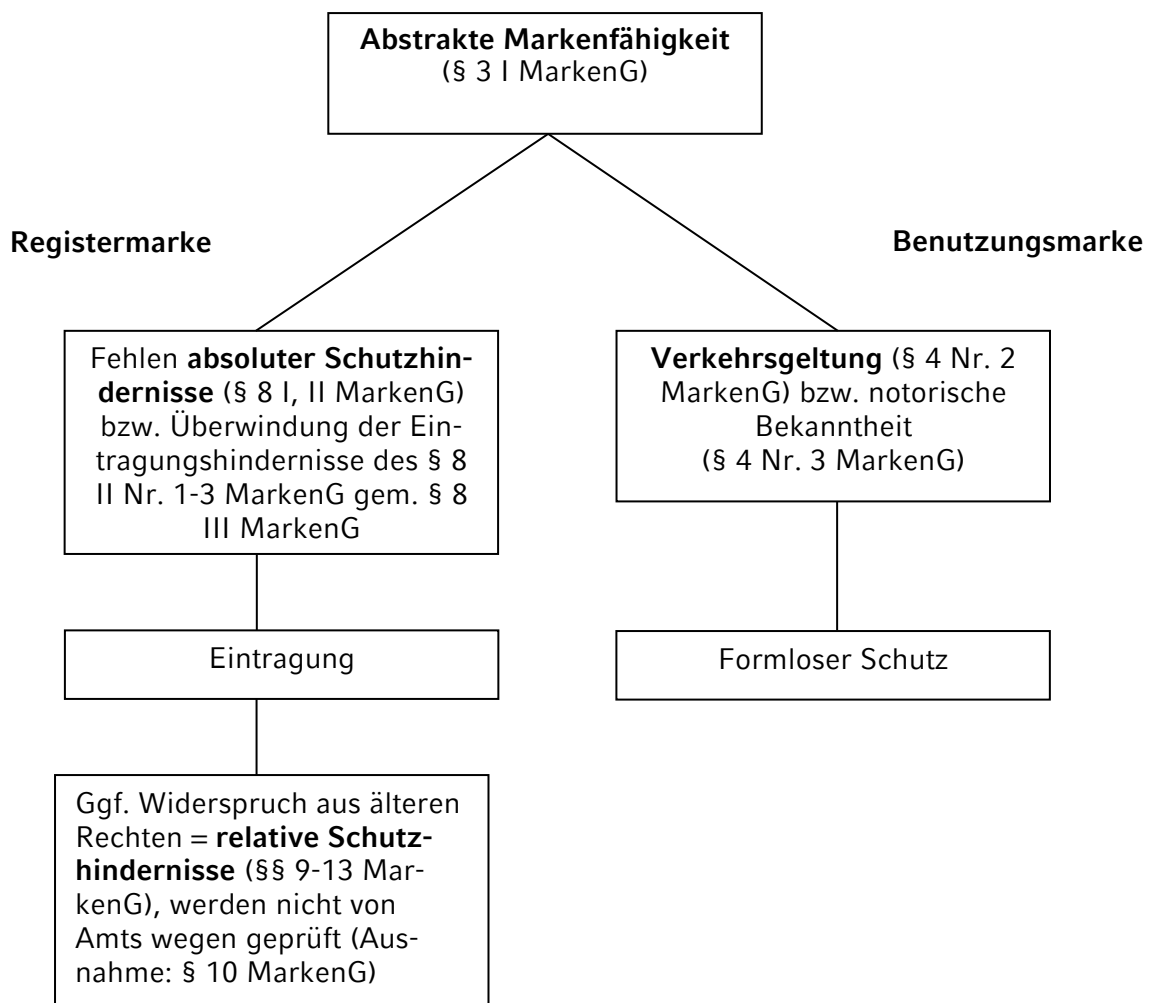 Abstrakte Markenfähigkeit
(§ 3 I MarkenG)
Registermarke
Benutzungsmarke
Fehlen absoluter Schutzhin-
dernisse (§ 8 I, II MarkenG)
bzw. Überwindung der Ein-
tragungshindernisse des § 8
II Nr. 1-3 MarkenG gem. § 8
III MarkenG
Verkehrsgeltung (§ 4 Nr. 2
MarkenG) bzw. notorische
Bekanntheit
(§ 4 Nr. 3 MarkenG)
Eintragung
Formloser Schutz
Ggf. Widerspruch aus älteren
Rechten = relative Schutz-
hindernisse (§§ 9-13 Mar-
kenG), werden nicht von
Amts wegen geprüft (Aus-
nahme: § 10 MarkenG)